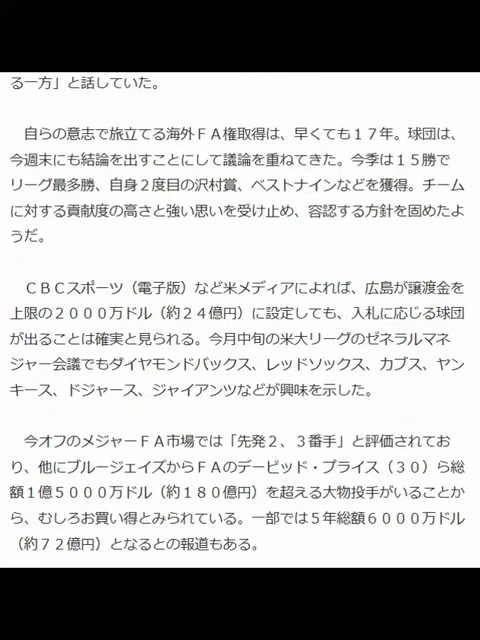 る一方」と話していた。
　自らの意志で旅立てる海外ＦＡ権取得は、早くても１７年。球団は、
今週末にも結論を出すことにして議論を重ねてきた。今季は１５勝で
リーグ最多勝、自身２度目の沢村賞、ベストナインなどを獲得。チーム
に対する貢献度の高さと強い思いを受け止め、容認する方針を固めたよ
うだ。
　ＣＢＣスポーツ（電子版）など米メディアによれば、広島が譲渡金を
上限の２０００万ドル（約２４億円）に設定しても、入札に応じる球団
が出ることは確実と見られる。今月中旬の米大リーグのゼネラルマネ
ジャー会議でもダイヤモンドバックス、レッドソックス、カブス、ヤン
キース、ドジャース、ジャイアンツなどが興味を示した。
　今オフのメジャーＦＡ市場では「先発２、３番手」と評価されてお
り、他にブルージェイズからＦＡのデービッド・プライス（３０）ら総
額１億５０００万ドル（約１８０億円）を超える大物投手がいることか
ら、むしろお買い得とみられている。一部では５年総額６０００万ドル
（約７２億円）となるとの報道もある。